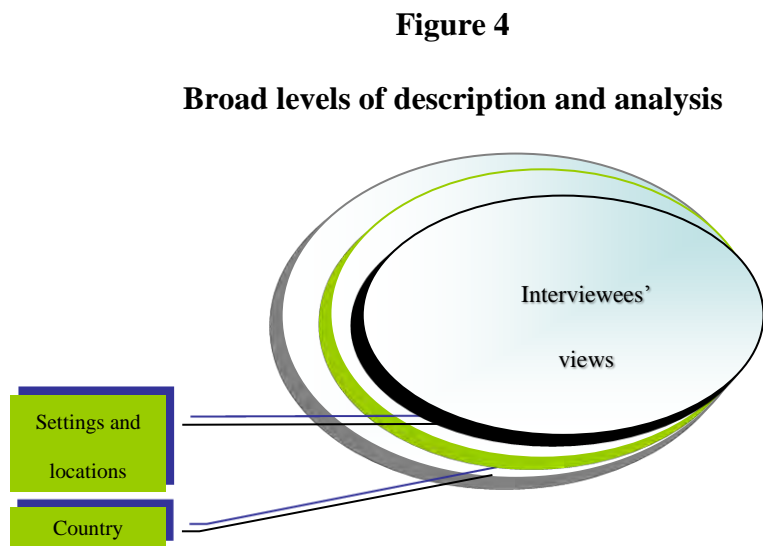 Figure 4
Broad levels of description and analysis
Interviewees’
views
Settings and
locations
Country